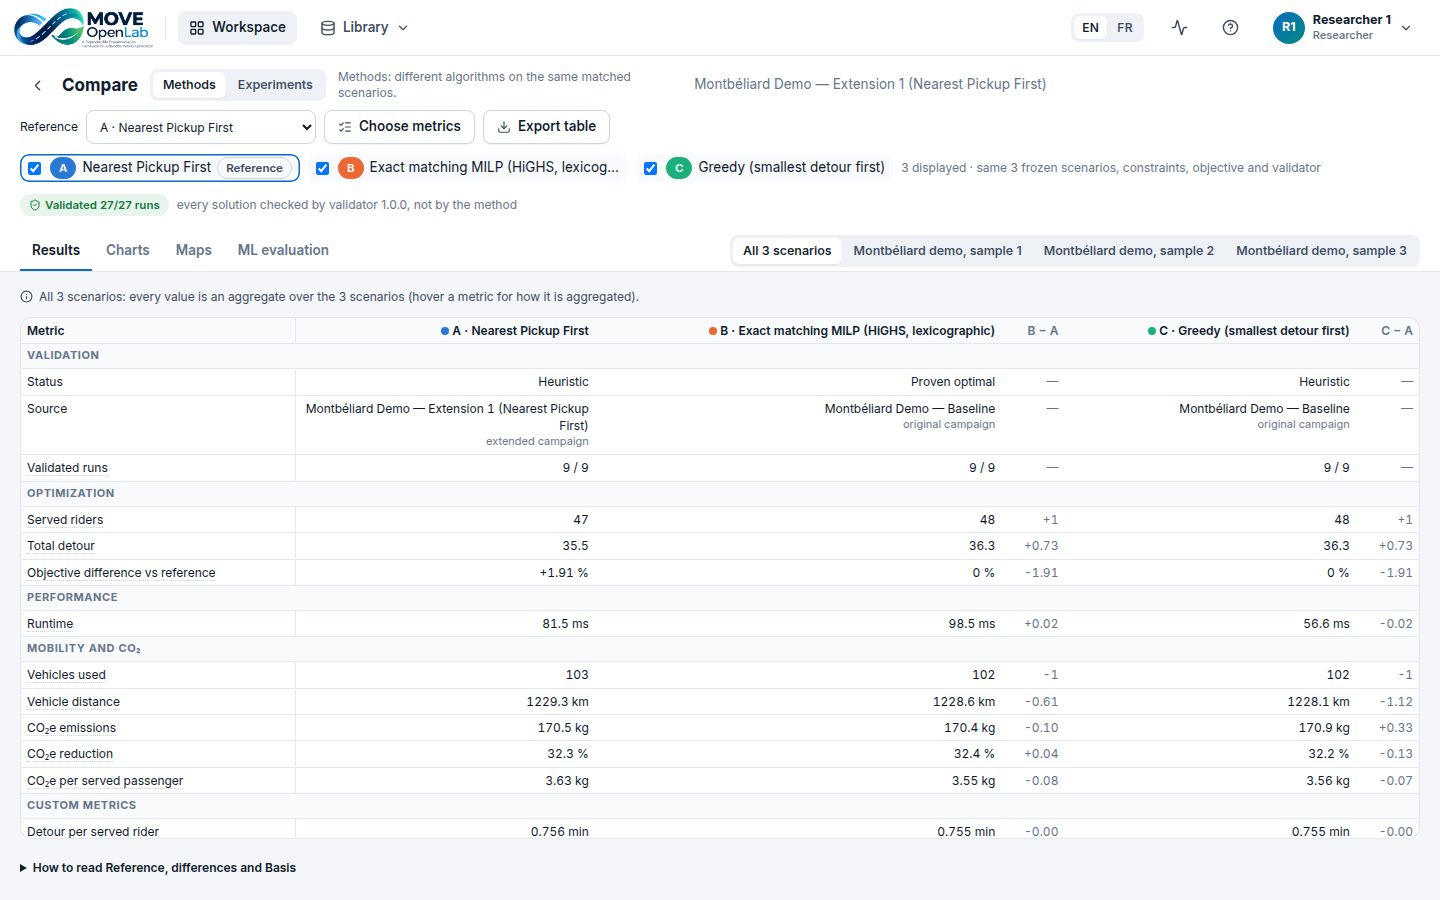 MOVE
OpenLab
Workspace
Library
EN FR
R1
Researcher 1
Researcher
Compare
Methods Experiments
Methods: different algorithms on the same matched
scenarios.
Montbéliard Demo — Extension 1 (Nearest Pickup First)
Reference A · Nearest Pickup First Choose metrics Export table
A Nearest Pickup First Reference B Exact matching MILP (HiGHS, lexicog... C Greedy (smallest detour first) 3 displayed · same 3 frozen scenarios, constraints, objective and validator
Validated 27/27 runs every solution checked by validator 1.0.0, not by the method
Results Charts Maps ML evaluation All 3 scenarios Montbéliard demo, sample 1 Montbéliard demo, sample 2 Montbéliard demo, sample 3
All 3 scenarios: every value is an aggregate over the 3 scenarios (hover a metric for how it is aggregated).
Metric A · Nearest Pickup First B · Exact matching MILP (HiGHS, lexicographic) B − A C · Greedy (smallest detour first) C − A
VALIDATION
Status Heuristic Proven optimal — Heuristic —
Source Montbéliard Demo — Extension 1 (Nearest Pickup Montbéliard Demo — Baseline — Montbéliard Demo — Baseline —
First) original campaign original campaign
extended campaign
Validated runs 9 / 9 9 / 9 — 9 / 9 —
OPTIMIZATION
Served riders 47 48 +1 48 +1
Total detour 35.5 36.3 +0.73 36.3 +0.73
Objective difference vs reference +1.91 % 0 % -1.91 0 % -1.91
PERFORMANCE
Runtime 81.5 ms 98.5 ms +0.02 56.6 ms -0.02
MOBILITY AND CO₂
Vehicles used 103 102 -1 102 -1
Vehicle distance 1229.3 km 1228.6 km -0.61 1228.1 km -1.12
CO₂e emissions 170.5 kg 170.4 kg -0.10 170.9 kg +0.33
CO₂e reduction 32.3 % 32.4 % +0.04 32.2 % -0.13
CO₂e per served passenger 3.63 kg 3.55 kg -0.08 3.56 kg -0.07
CUSTOM METRICS
Detour per served rider 0.756 min 0.755 min -0.00 0.755 min -0.00
How to read Reference, differences and Basis